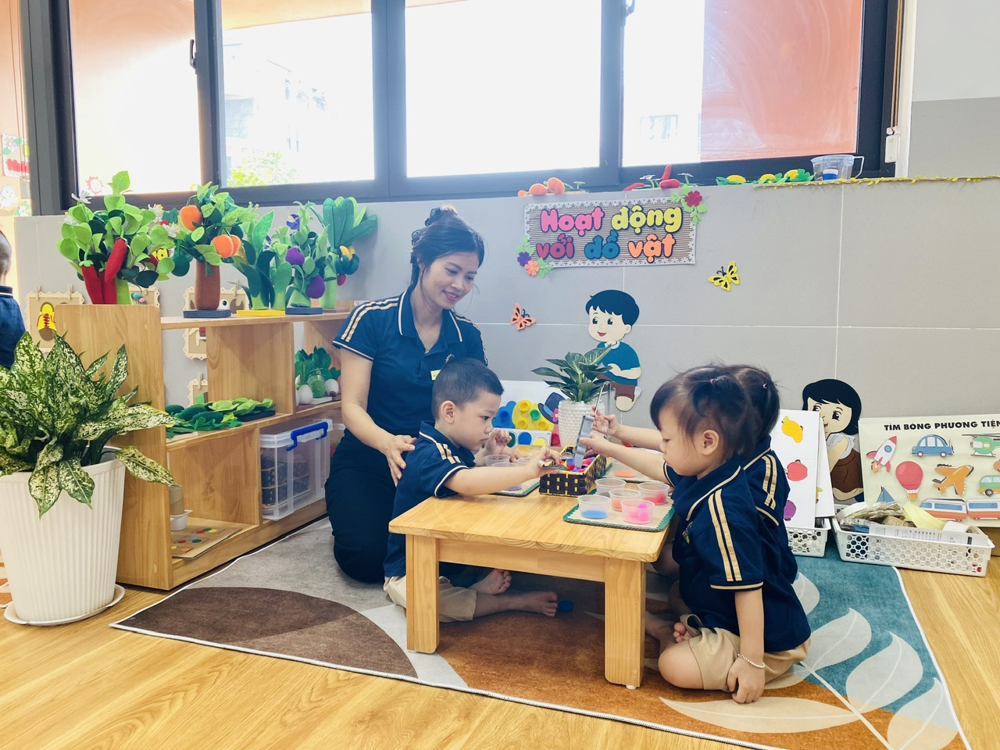 Hoạt động
với đồ vật
TÌM BÓNG PHƯƠNG TIỆN